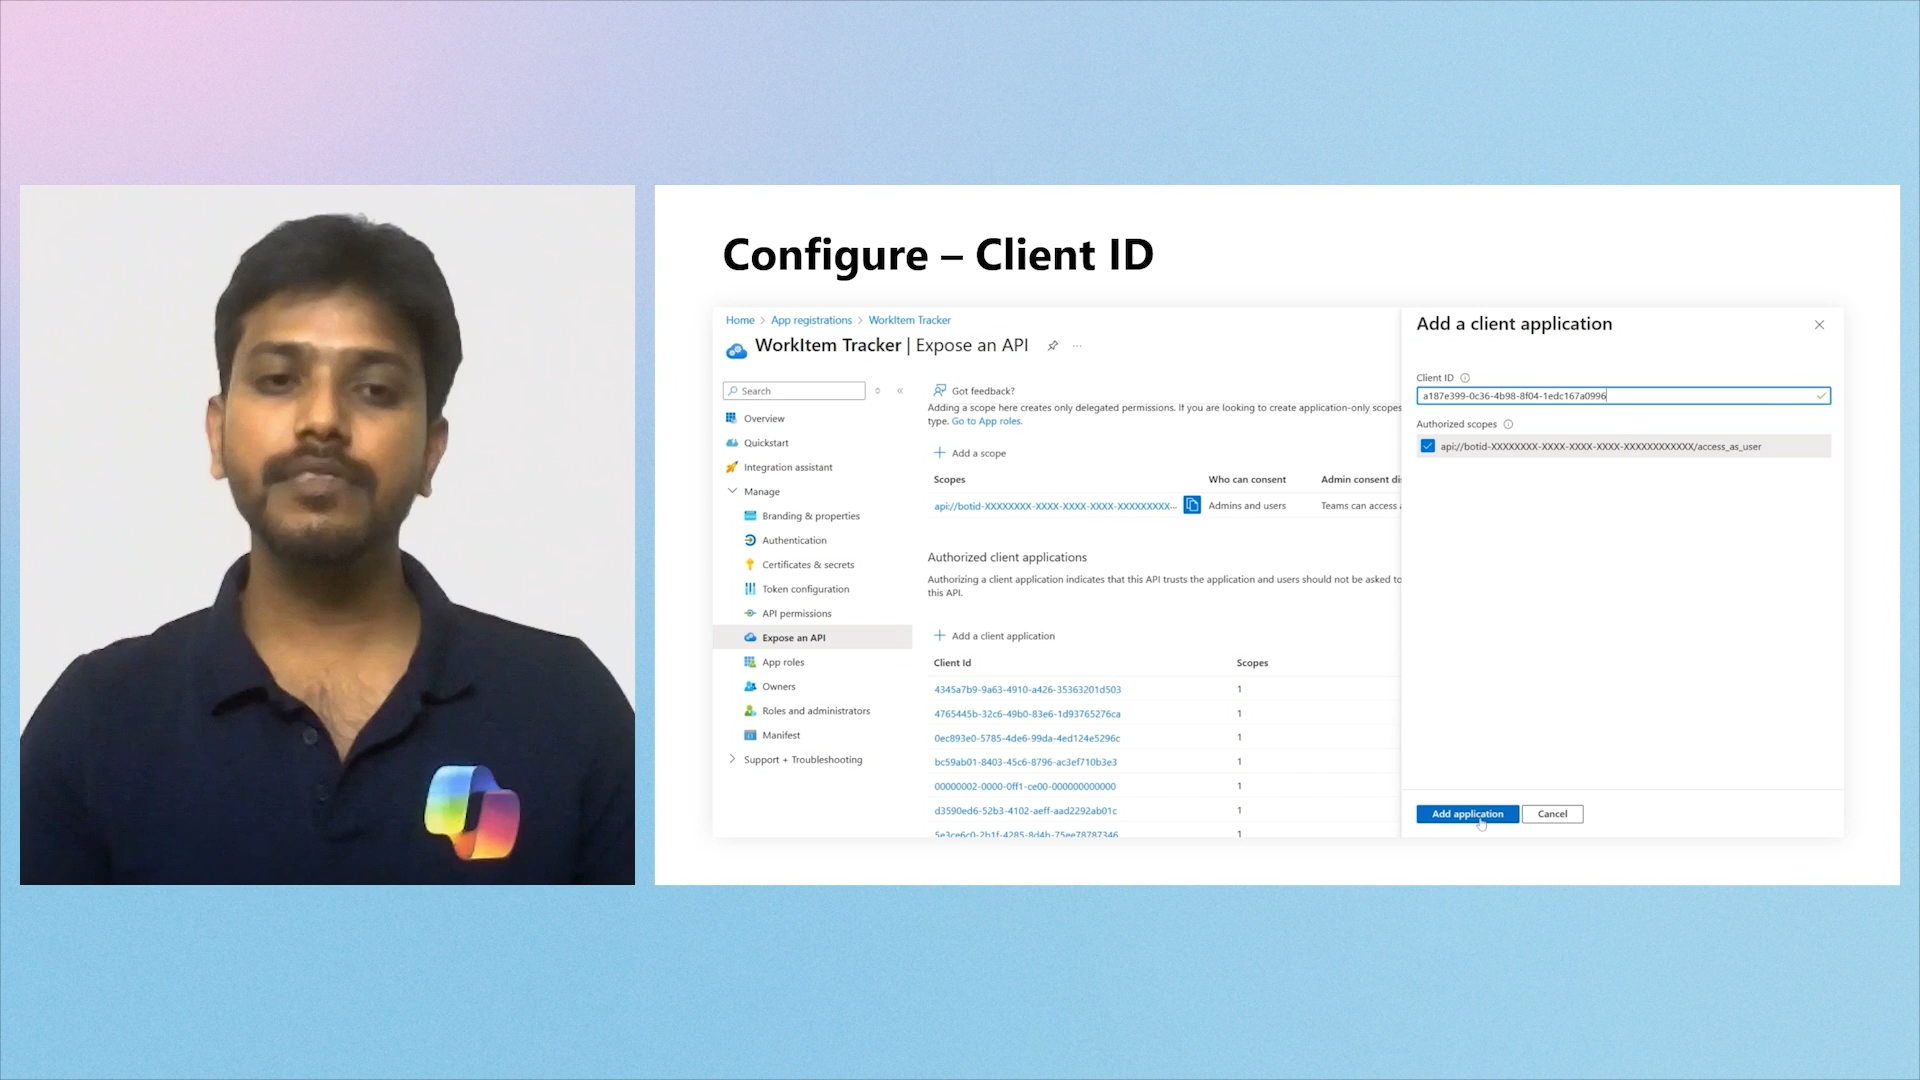 Configure – Client ID
Home > App registrations > WorkItem Tracker
WorkItem Tracker | Expose an API
Search
Overview
Quickstart
Integration assistant
Manage
Branding & properties
Authentication
Certificates & secrets
Token configuration
API permissions
Expose an API
App roles
Owners
Roles and administrators
Manifest
Support + Troubleshooting
Got feedback?
Adding a scope here creates only delegated permissions. If you are looking to create application-only scopes
type. Go to App roles.
Add a scope
Scopes Who can consent Admin consent di
api://botid-XXXXXXXX-XXXX-XXXX-XXXX-XXXXXXXXX... Admins and users Teams can access
Authorized client applications
Authorizing a client application indicates that this API trusts the application and users should not be asked to
this API.
Add a client application
Client Id Scopes
4345a7b9-9a63-4910-a426-35363201d503 1
4765445b-32c6-49b0-83e6-1d93765276ca 1
0ec893e0-5785-4de6-99da-4ed124e5296c 1
bc59ab01-8403-45c6-8796-ac3ef710b3e3 1
00000002-0000-0ff1-ce00-000000000000 1
d3590ed6-52b3-4102-aeff-aad2292ab01c 1
5e3ce6c0-2b1f-4285-8d4b-75ee78787346 1
Add a client application
Client ID
a187e399-0c36-4b98-8f04-1edc167a0996
Authorized scopes
api://botid-XXXXXXXX-XXXX-XXXX-XXXX-XXXXXXXXXXXX/access_as_user
Add application Cancel